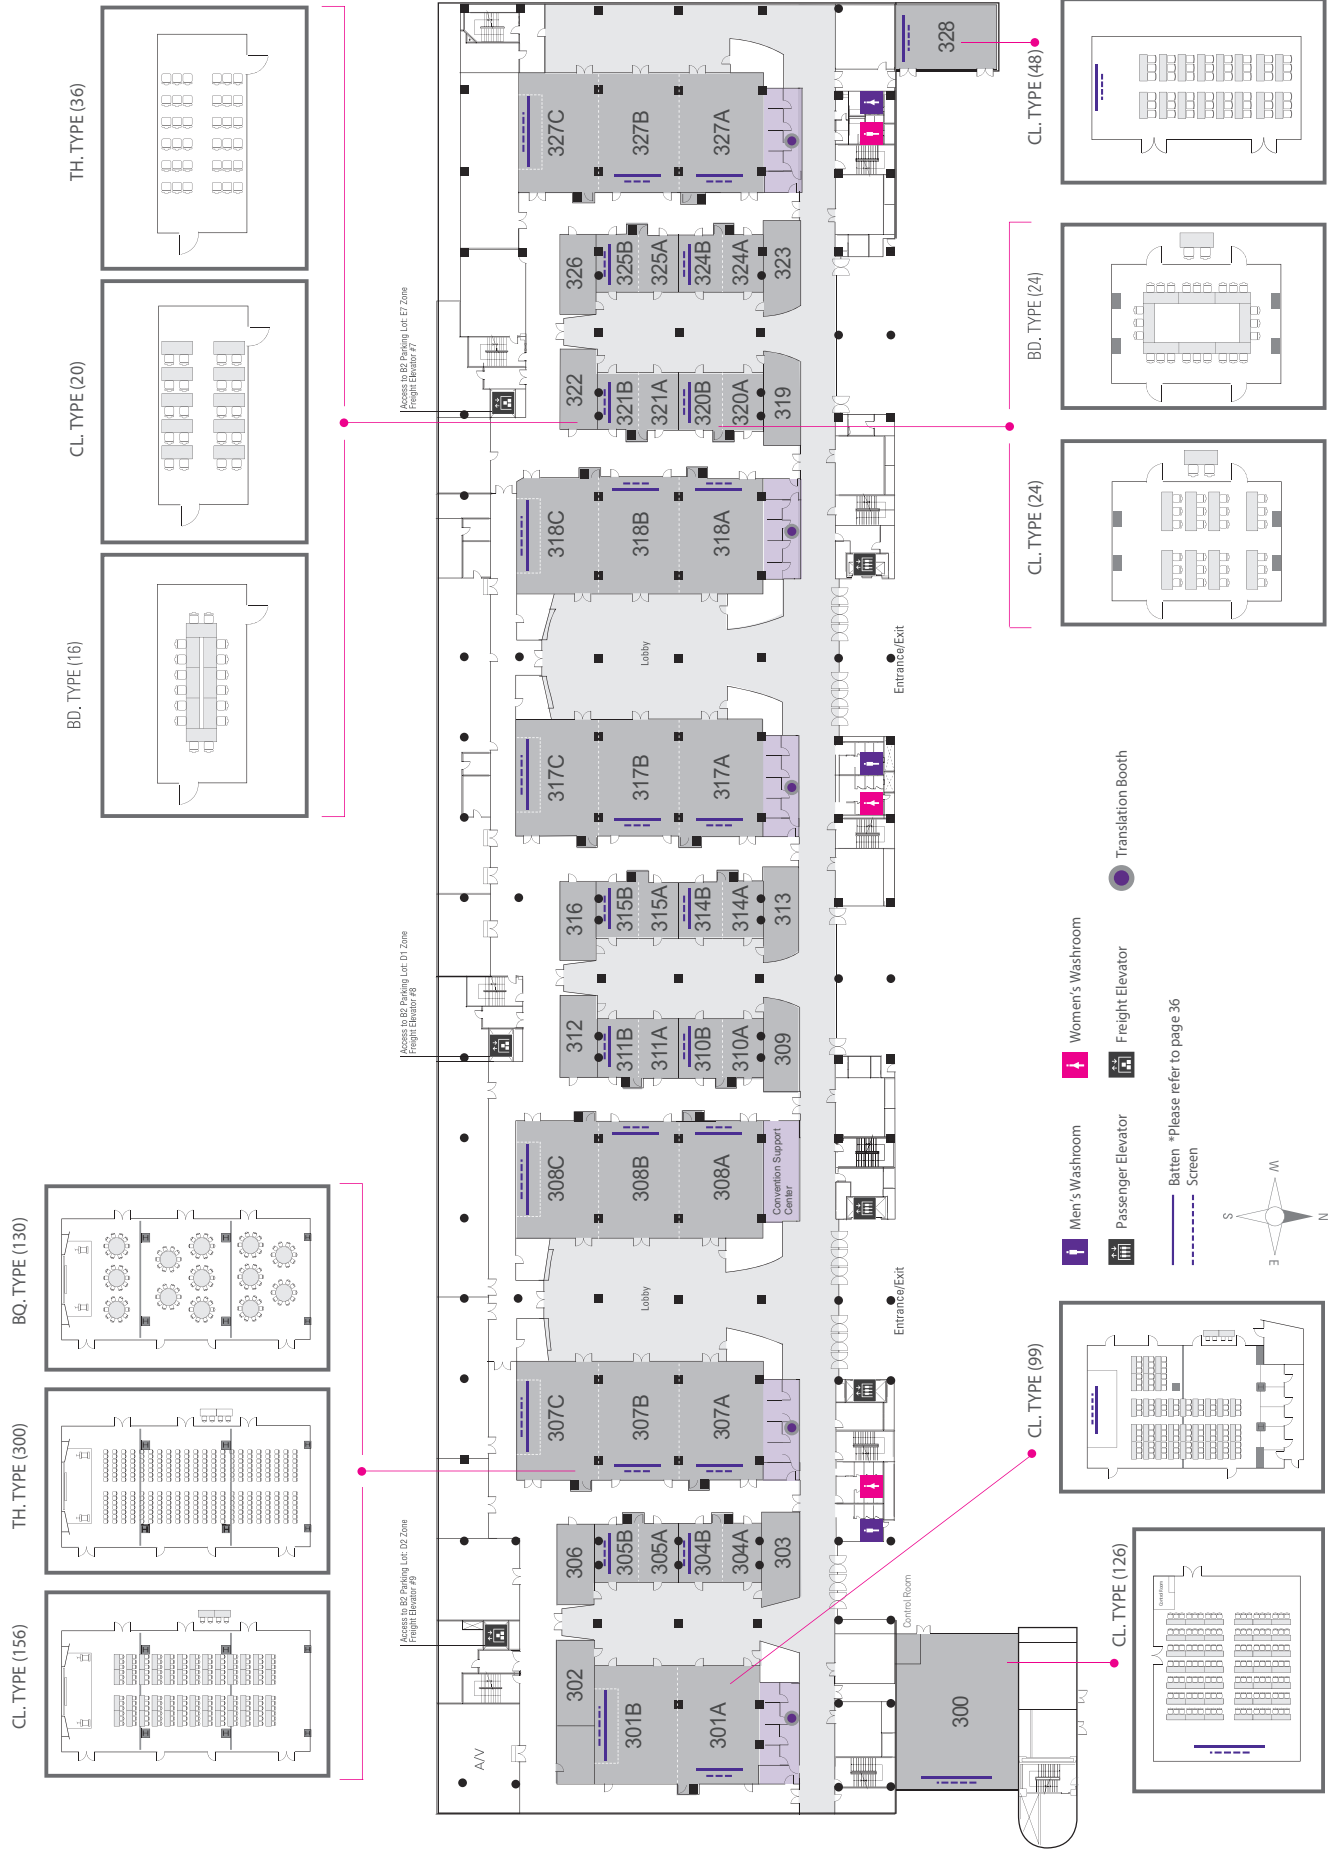 CL. TYPE (156)
TH. TYPE (300)
BQ. TYPE (130)
BD. TYPE (16)
CL. TYPE (20)
TH. TYPE (36)
Access to B2 Parking Lot: D2 Zone
Freight Elevator #9
Access to B2 Parking Lot: D1 Zone
Freight Elevator #8
Access to B2 Parking Lot: E7 Zone
Freight Elevator #7
A/V
302
306
312
316
322
326
307C
308C
317C
318C
327C
301B
305B
305A
307B
308B
311B
311A
315B
315A
317B
318B
321B
321A
325B
325A
327B
Lobby
Lobby
301A
304B
304A
307A
308A
310B
310A
314B
314A
317A
318A
320B
320A
324B
324A
327A
303
309
313
319
323
Convention Support
Center
Control Room
Entrance/Exit
Entrance/Exit
300
328
CL. TYPE (99)
CL. TYPE (24)
BD. TYPE (24)
CL. TYPE (48)
CL. TYPE (126)
Control Room
Men's Washroom
Women's Washroom
Passenger Elevator
Freight Elevator
Translation Booth
Batten *Please refer to page 36
Screen
S
E
W
N